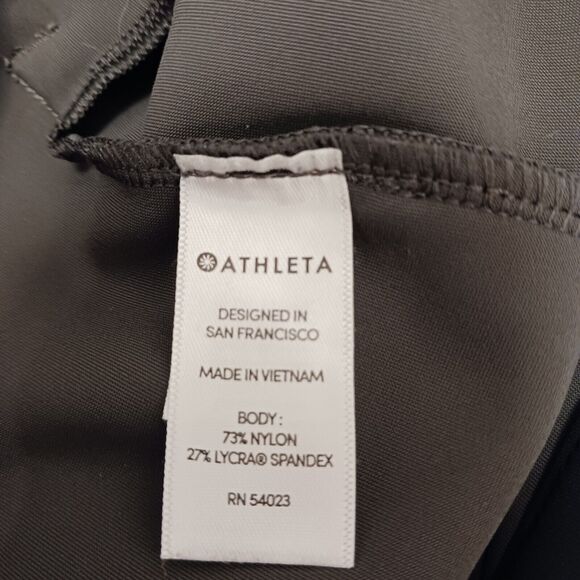 ATHLETA
DESIGNED IN
SAN FRANCISCO
MADE IN VIETNAM
BODY:
73% NYLON
27% LYCRA® SPANDEX
RN 54023